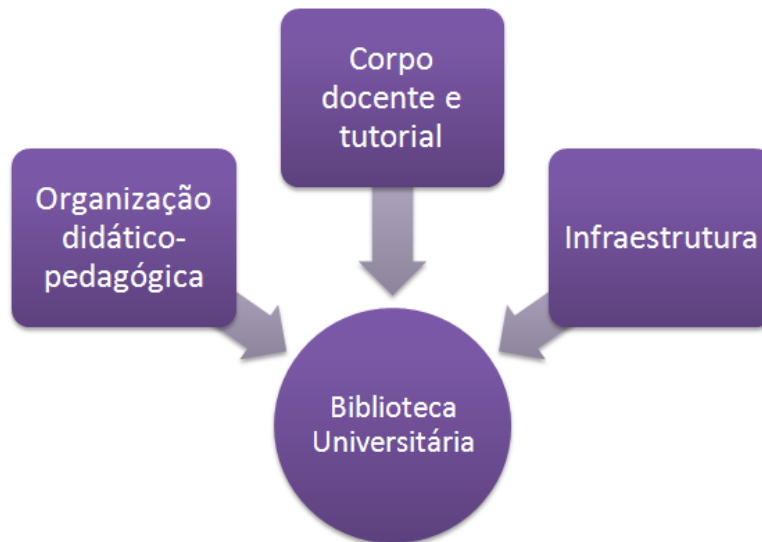 Corpo
docente e
tutorial
Organização
didático-
pedagógica
Infraestrutura
Biblioteca
Universitária